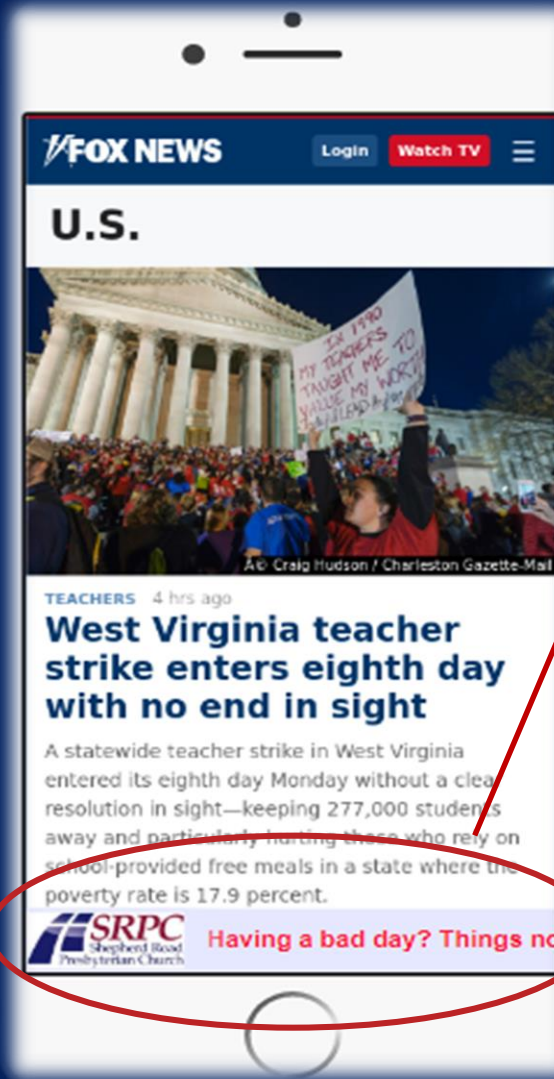 FOX NEWS
Login
Watch TV
U.S.
IN 1990
MY TEACHERS
TAUGHT ME TO
VALUE MY WORTH
Â© Craig Hudson / Charleston Gazette-Mail
TEACHERS 4 hrs ago
West Virginia teacher
strike enters eighth day
with no end in sight
A statewide teacher strike in West Virginia
entered its eighth day Monday without a clea
resolution in sight—keeping 277,000 students
away and particularly hurting those who rely on
school-provided free meals in a state where the
poverty rate is 17.9 percent.
SRPC
Shepherd Road
Presbyterian Church
Having a bad day? Things no